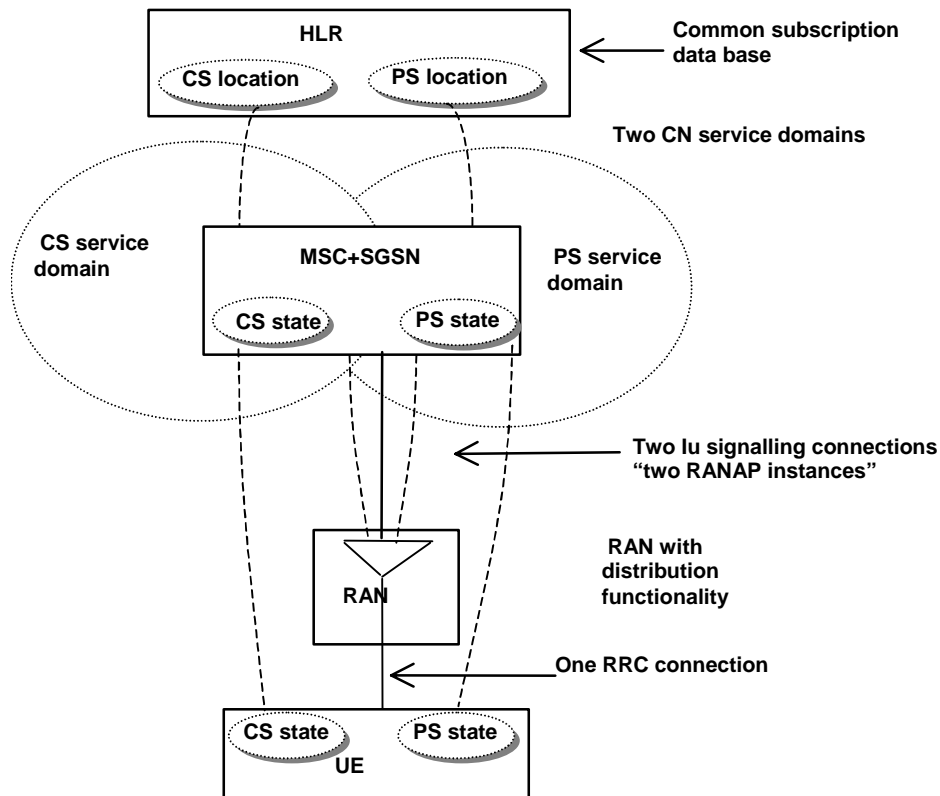 HLR
Common subscription
data base
CS location
PS location
Two CN service domains
CS service
domain
MSC+SGSN
PS service
domain
CS state
PS state
Two Iu signalling connections
“two RANAP instances”
RAN with
distribution
functionality
RAN
One RRC connection
CS state
PS state
UE